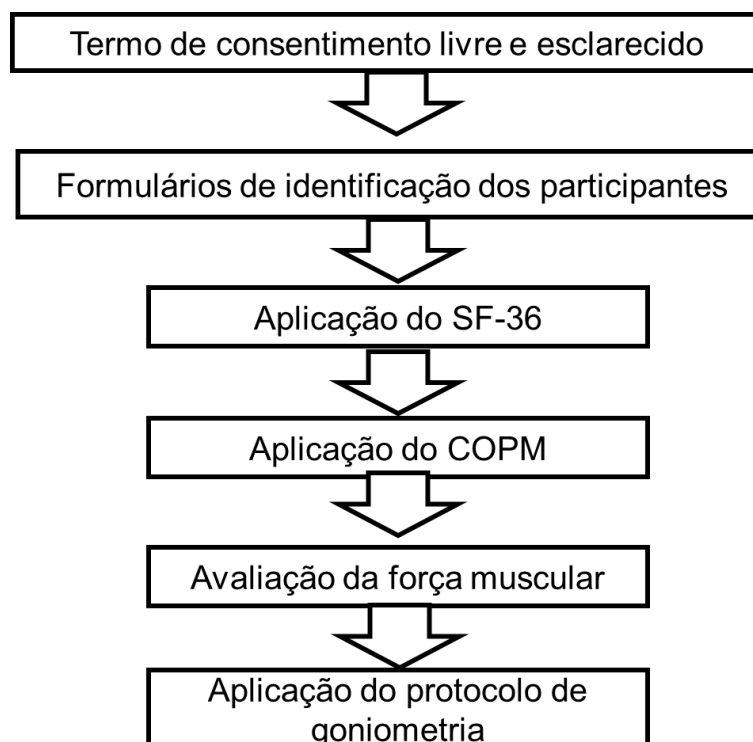 Termo de consentimento livre e esclarecido
Formulários de identificação dos participantes
Aplicação do SF-36
Aplicação do COPM
Avaliação da força muscular
Aplicação do protocolo de
goniometria